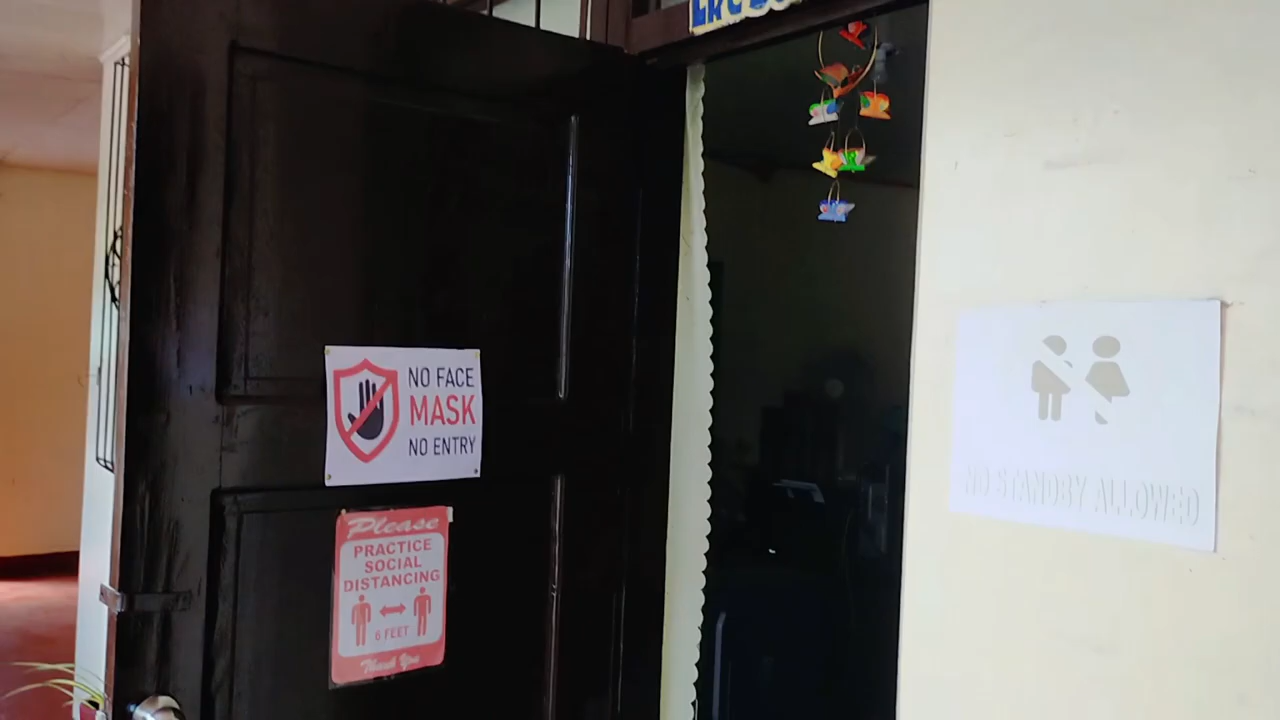 NO FACE
MASK
NO ENTRY
Please
PRACTICE
SOCIAL
DISTANCING
6 FEET
Thank You
NO STANDBY ALLOWED